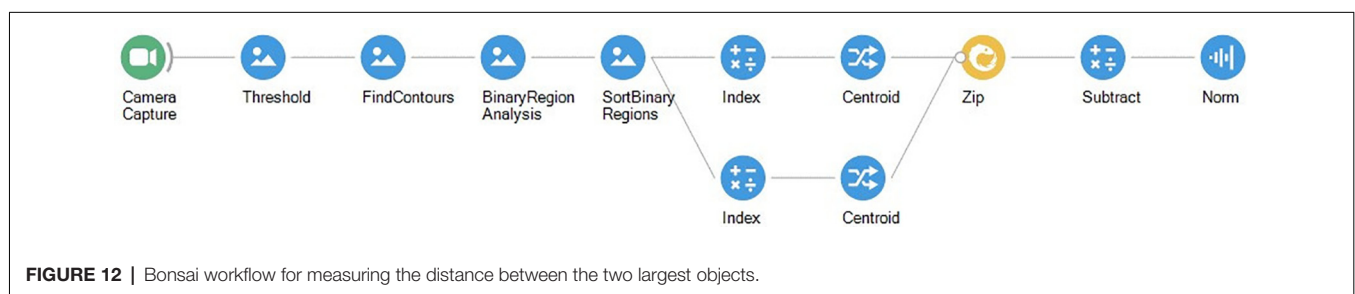 Camera
Capture
Threshold
FindContours
BinaryRegion
Analysis
SortBinary
Regions
Index
Centroid
Zip
Subtract
Norm
Index
Centroid
FIGURE 12 | Bonsai workflow for measuring the distance between the two largest objects.